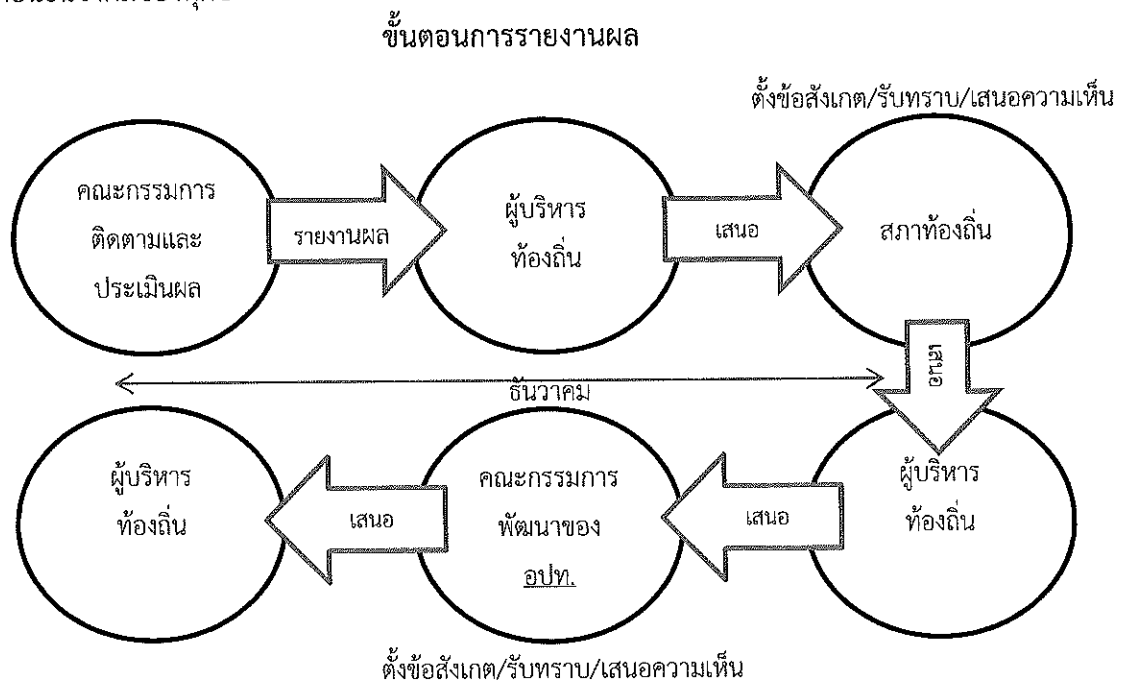 ขั้นตอนการรายงานผล
ตั้งข้อสังเกต/รับทราบ/เสนอความเห็น
คณะกรรมการ
ติดตามและ
ประเมินผล
รายงานผล
ผู้บริหาร
ท้องถิ่น
เสนอ
สภาท้องถิ่น
เสนอ
ธันวาคม
ผู้บริหาร
ท้องถิ่น
เสนอ
คณะกรรมการ
พัฒนาของ
อปท.
เสนอ
ผู้บริหาร
ท้องถิ่น
ตั้งข้อสังเกต/รับทราบ/เสนอความเห็น